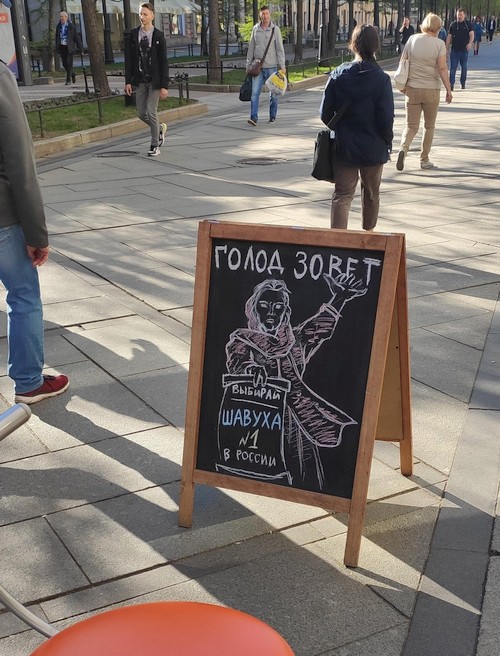 ГОЛОД ЗОВЕТ
ВЫБИРАЙ
ШАВУХА
№1
В РОССИИ